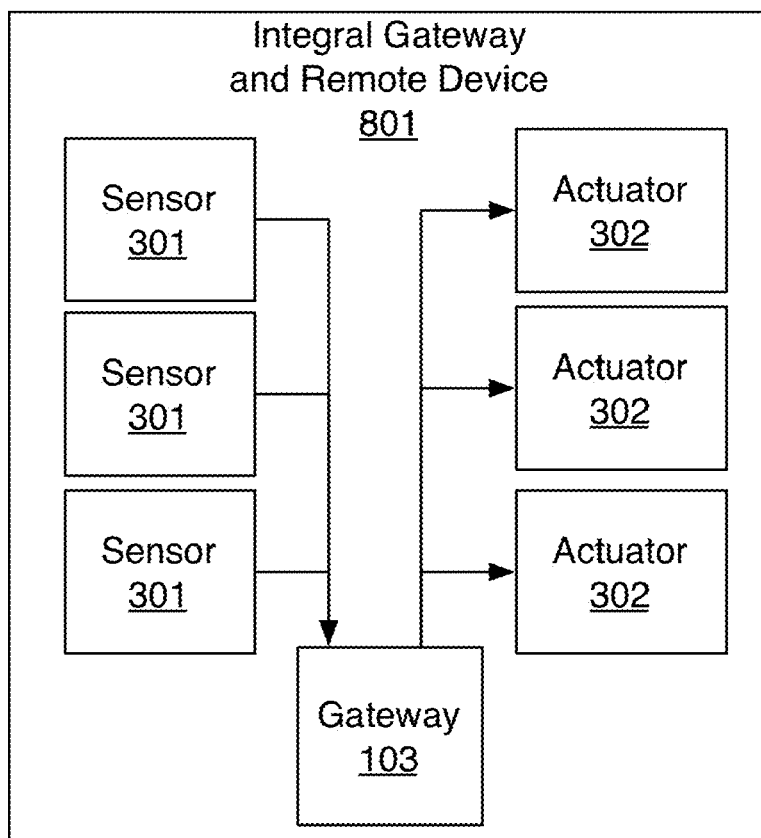 Integral Gateway
and Remote Device
801
Sensor
301
Sensor
301
Sensor
301
Actuator
302
Actuator
302
Actuator
302
Gateway
103